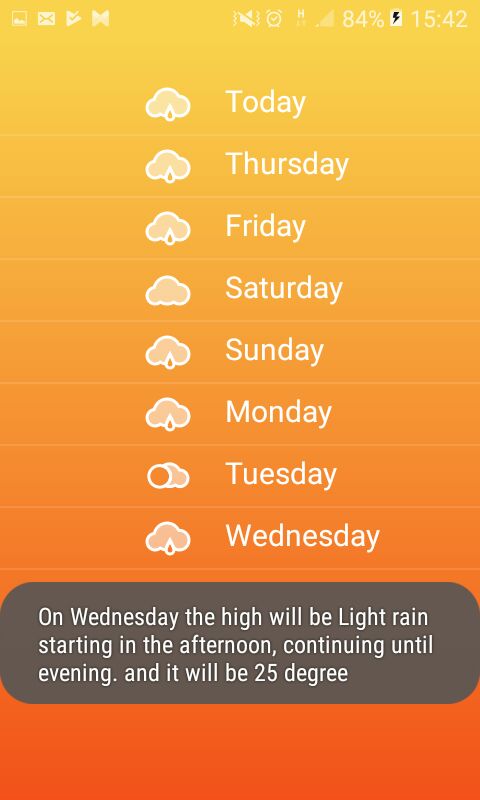 84% 15:42
Today
Thursday
Friday
Saturday
Sunday
Monday
Tuesday
Wednesday
On Wednesday the high will be Light rain
starting in the afternoon, continuing until
evening. and it will be 25 degree